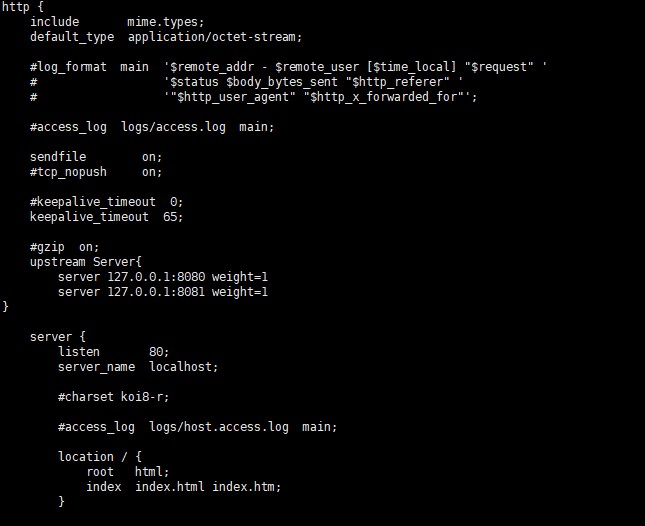 http {
    include       mime.types;
    default_type  application/octet-stream;

    #log_format  main  '$remote_addr - $remote_user [$time_local] "$request" '
    #                  '$status $body_bytes_sent "$http_referer" '
    #                  '"$http_user_agent" "$http_x_forwarded_for"';

    #access_log  logs/access.log  main;

    sendfile        on;
    #tcp_nopush     on;

    #keepalive_timeout  0;
    keepalive_timeout  65;

    #gzip  on;
    upstream Server{
        server 127.0.0.1:8080 weight=1
        server 127.0.0.1:8081 weight=1
}

    server {
        listen       80;
        server_name  localhost;

        #charset koi8-r;

        #access_log  logs/host.access.log  main;

        location / {
            root   html;
            index  index.html index.htm;
        }